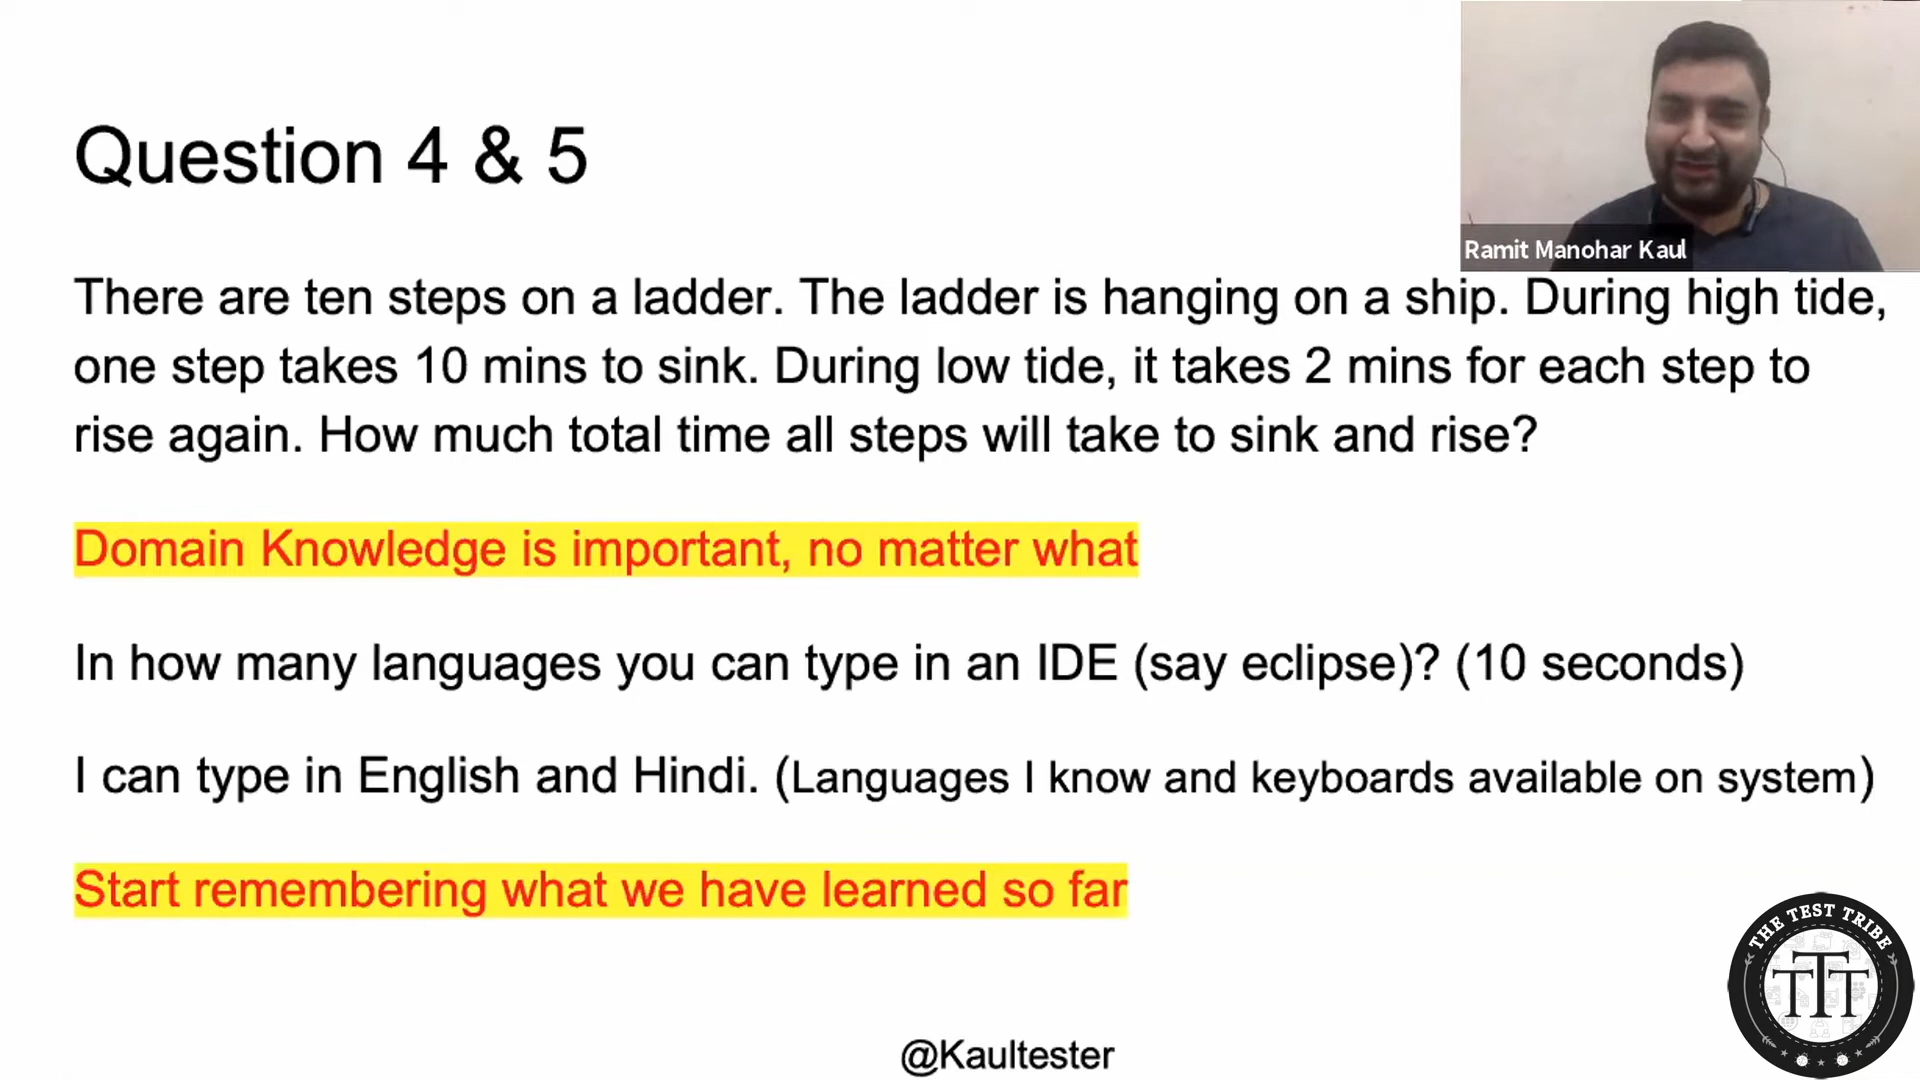 Question 4 & 5
Ramit Manohar Kaul
There are ten steps on a ladder. The ladder is hanging on a ship. During high tide,
one step takes 10 mins to sink. During low tide, it takes 2 mins for each step to
rise again. How much total time all steps will take to sink and rise?
Domain Knowledge is important, no matter what
In how many languages you can type in an IDE (say eclipse)? (10 seconds)
I can type in English and Hindi. (Languages I know and keyboards available on system)
Start remembering what we have learned so far
THE TEST TRIBE
TTT
@Kaultester